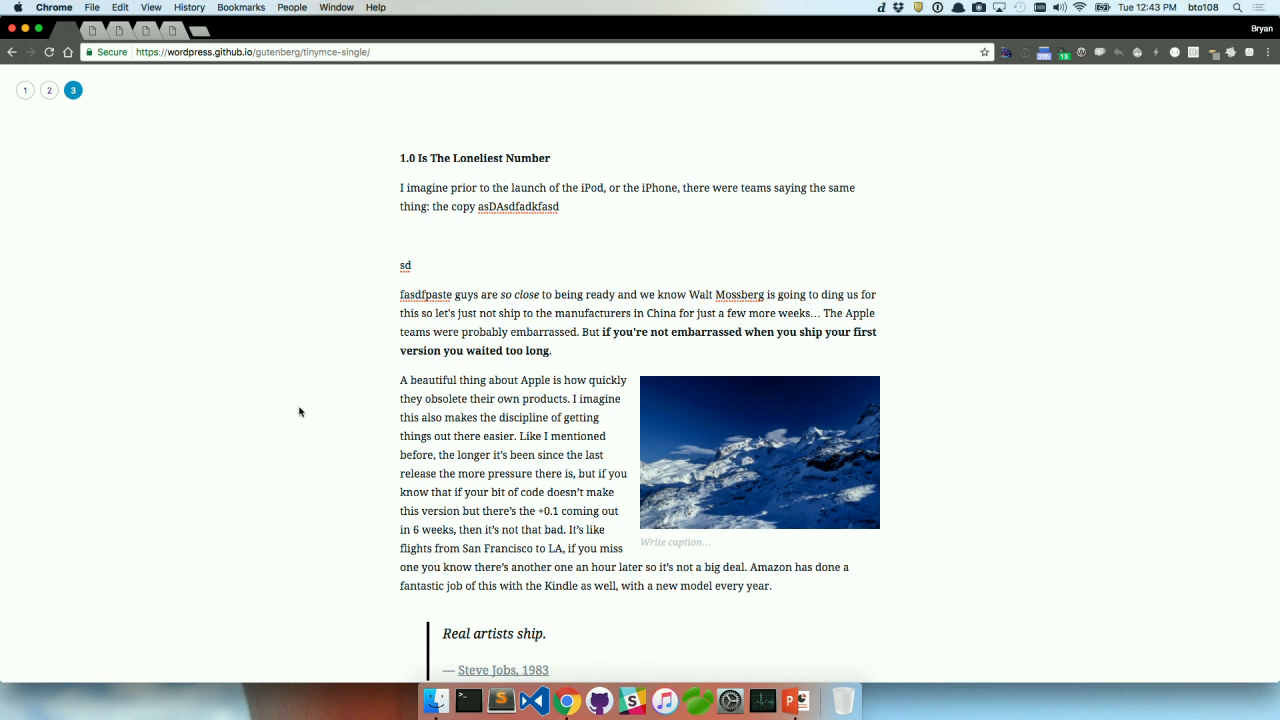 Chrome File Edit View History Bookmarks People Window Help Tue 12:43 PM bto108
Bryan
Secure https://wordpress.github.io/gutenberg/tinymce-single/
1 2 3
1.0 Is The Loneliest Number
I imagine prior to the launch of the iPod, or the iPhone, there were teams saying the same
thing: the copy asDAsdfadkfasd
sd
fasdfpaste guys are so close to being ready and we know Walt Mossberg is going to ding us for
this so let's just not ship to the manufacturers in China for just a few more weeks… The Apple
teams were probably embarrassed. But if you're not embarrassed when you ship your first
version you waited too long.
A beautiful thing about Apple is how quickly
they obsolete their own products. I imagine
this also makes the discipline of getting
things out there easier. Like I mentioned
before, the longer it's been since the last
release the more pressure there is, but if you
know that if your bit of code doesn't make
this version but there's the +0.1 coming out
in 6 weeks, then it's not that bad. It's like
flights from San Francisco to LA, if you miss
Write caption…
one you know there's another one an hour later so it's not a big deal. Amazon has done a
fantastic job of this with the Kindle as well, with a new model every year.
Real artists ship.
— Steve Jobs, 1983